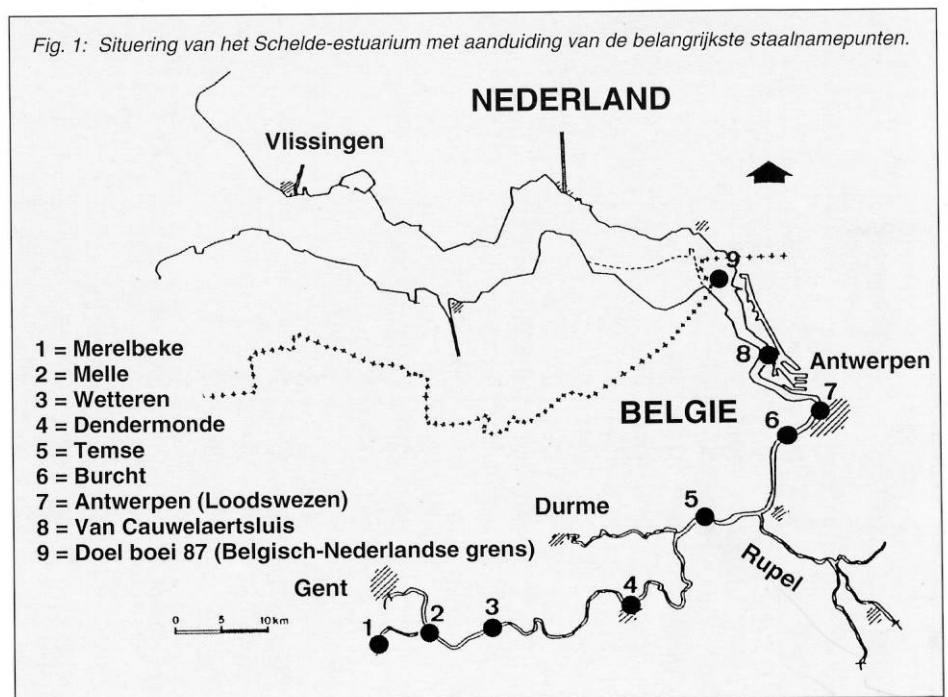 Fig. 1: Situering van het Schelde-estuarium met aanduiding van de belangrijkste staalnamepunten.
NEDERLAND
Vlissingen
9
1 = Merelbeke
2 = Melle
3 = Wetteren
4 = Dendermonde
5 = Temse
6 = Burcht
7 = Antwerpen (Loodswezen)
8 = Van Cauwelaertsluis
9 = Doel boei 87 (Belgisch-Nederlandse grens)
8
Antwerpen
7
BELGIE
6
5
Durme
Rupel
Gent
4
3
2
1
0 5 10 km